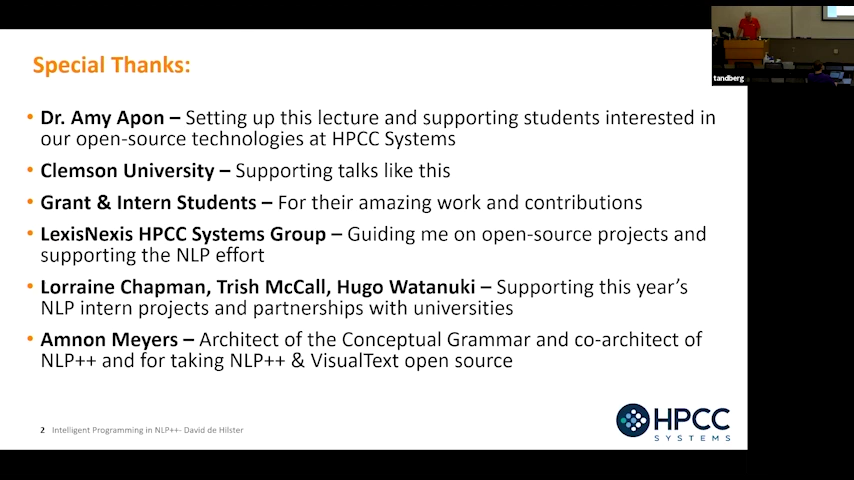 Special Thanks:
• Dr. Amy Apon – Setting up this lecture and supporting students interested in
our open-source technologies at HPCC Systems
• Clemson University – Supporting talks like this
• Grant & Intern Students – For their amazing work and contributions
• LexisNexis HPCC Systems Group – Guiding me on open-source projects and
supporting the NLP effort
• Lorraine Chapman, Trish McCall, Hugo Watanuki – Supporting this year's
NLP intern projects and partnerships with universities
• Amnon Meyers – Architect of the Conceptual Grammar and co-architect of
NLP++ and for taking NLP++ & VisualText open source
2 Intelligent Programming in NLP++- David de Hilster
HPCC
SYSTEMS
tandberg